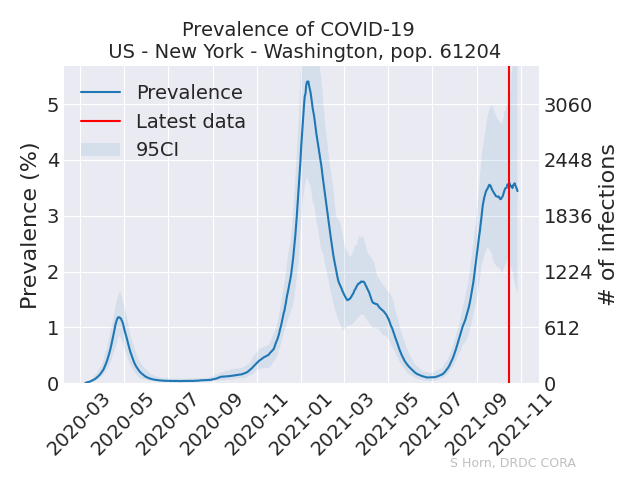 Prevalence of COVID-19
US - New York - Washington, pop. 61204
Prevalence
Latest data
95CI
Prevalence (%)
5
4
3
2
1
0
# of infections
3060
2448
1836
1224
612
0
2020-03
2020-05
2020-07
2020-09
2020-11
2021-01
2021-03
2021-05
2021-07
2021-09
2021-11
S Horn, DRDC CORA